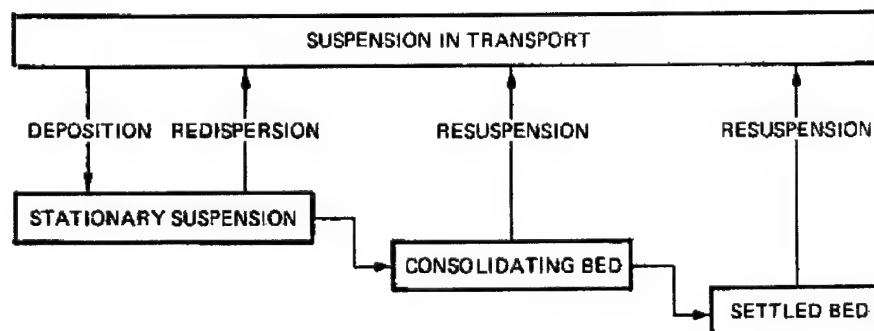 SUSPENSION IN TRANSPORT
DEPOSITION REDISPERSION RESUSPENSION RESUSPENSION
STATIONARY SUSPENSION
CONSOLIDATING BED
SETTLED BED